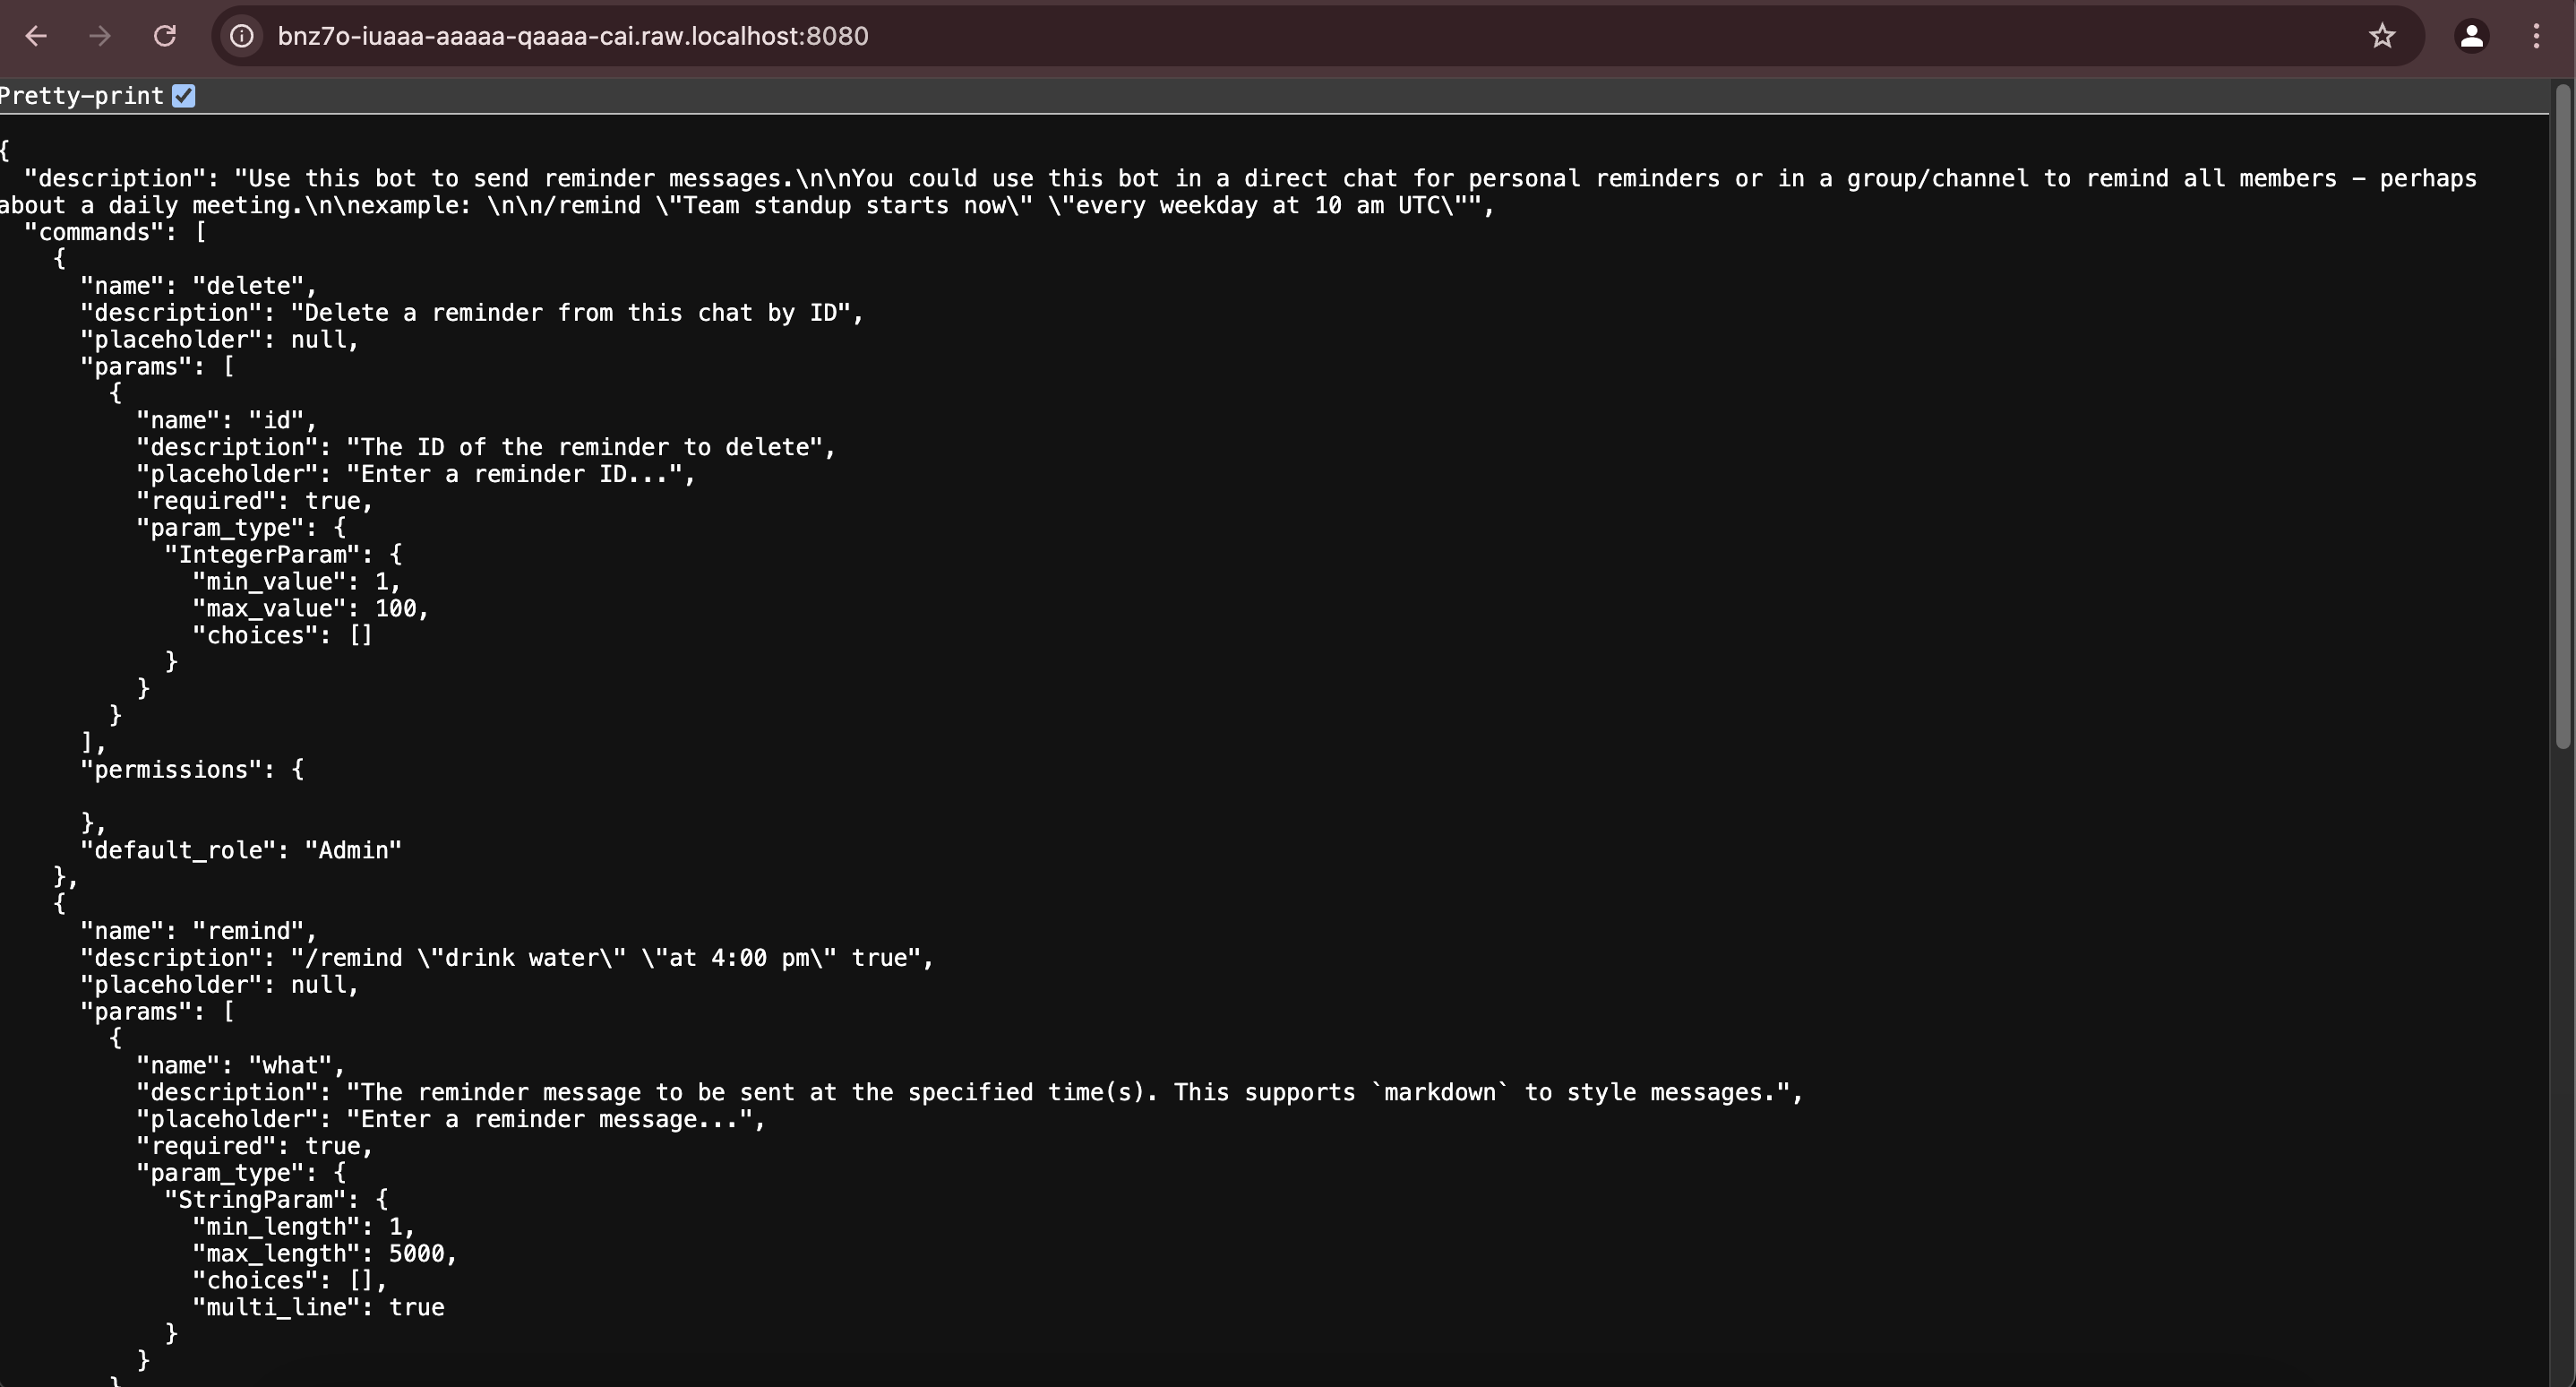 bnz7o-iuaaa-aaaaa-qaaaa-cai.raw.localhost:8080
Pretty-print
{
  "description": "Use this bot to send reminder messages.\n\nYou could use this bot in a direct chat for personal reminders or in a group/channel to remind all members – perhaps
about a daily meeting.\n\nexample: \n\n/remind \"Team standup starts now\" \"every weekday at 10 am UTC\"",
  "commands": [
    {
      "name": "delete",
      "description": "Delete a reminder from this chat by ID",
      "placeholder": null,
      "params": [
        {
          "name": "id",
          "description": "The ID of the reminder to delete",
          "placeholder": "Enter a reminder ID...",
          "required": true,
          "param_type": {
            "IntegerParam": {
              "min_value": 1,
              "max_value": 100,
              "choices": []
            }
          }
        }
      ],
      "permissions": {

      },
      "default_role": "Admin"
    },
    {
      "name": "remind",
      "description": "/remind \"drink water\" \"at 4:00 pm\" true",
      "placeholder": null,
      "params": [
        {
          "name": "what",
          "description": "The reminder message to be sent at the specified time(s). This supports `markdown` to style messages.",
          "placeholder": "Enter a reminder message...",
          "required": true,
          "param_type": {
            "StringParam": {
              "min_length": 1,
              "max_length": 5000,
              "choices": [],
              "multi_line": true
            }
          }
        }